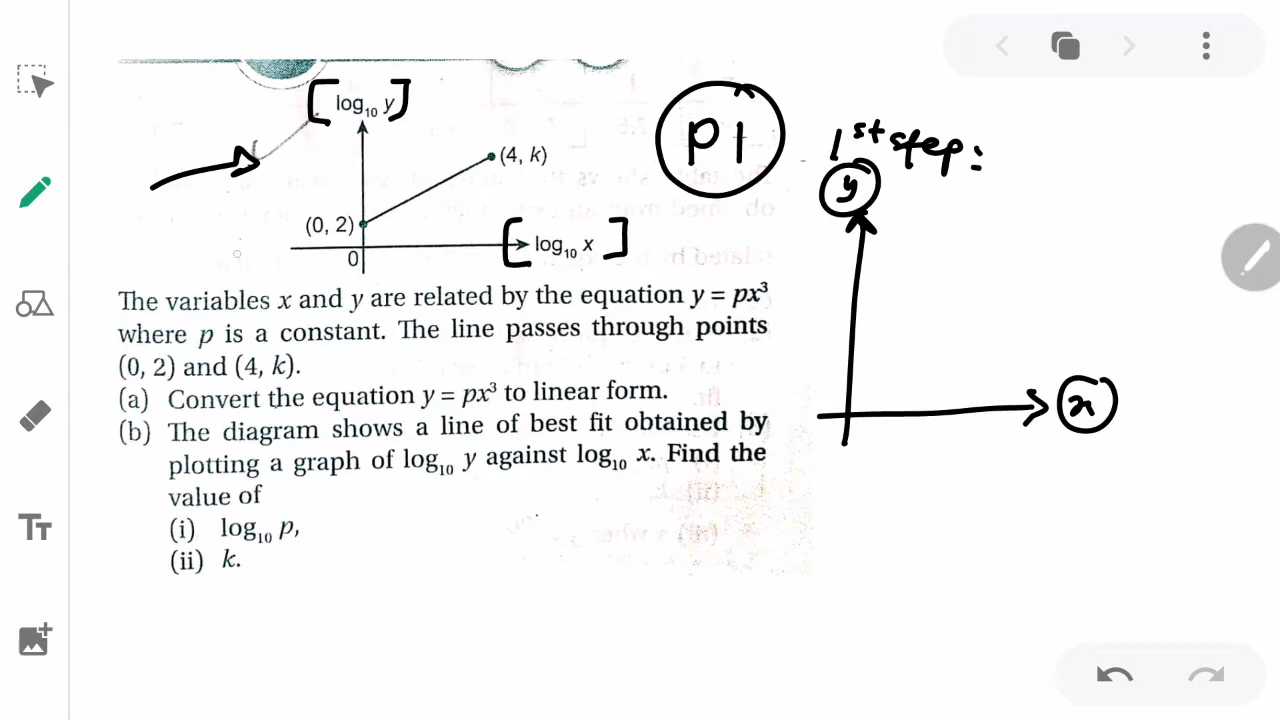 [log₁₀ y]
(4, k)
(0, 2)
0
[log₁₀ x]
P1
1st step:
y
x
The variables x and y are related by the equation y = px³
where p is a constant. The line passes through points
(0, 2) and (4, k).
(a) Convert the equation y = px³ to linear form.
(b) The diagram shows a line of best fit obtained by
plotting a graph of log₁₀ y against log₁₀ x. Find the
value of
(i) log₁₀ p,
(ii) k.
TT